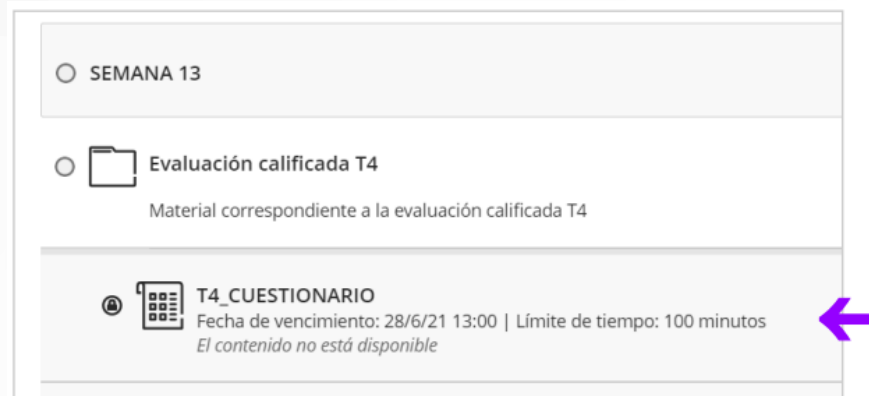 SEMANA 13
Evaluación calificada T4
Material correspondiente a la evaluación calificada T4
T4_CUESTIONARIO
Fecha de vencimiento: 28/6/21 13:00 | Límite de tiempo: 100 minutos
El contenido no está disponible